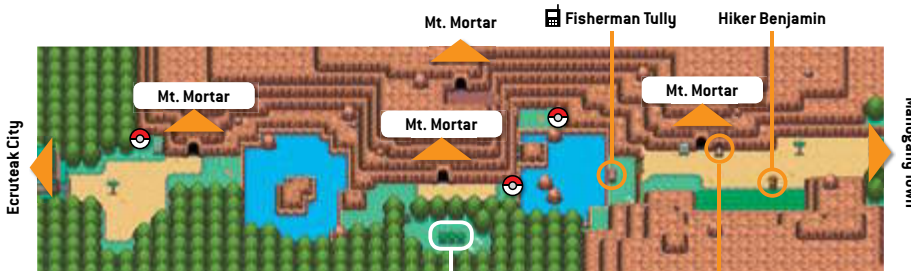 Mt. Mortar
Fisherman Tully
Hiker Benjamin
Mt. Mortar
Mt. Mortar
Mt. Mortar
Ecruteak City
Mahogany Town